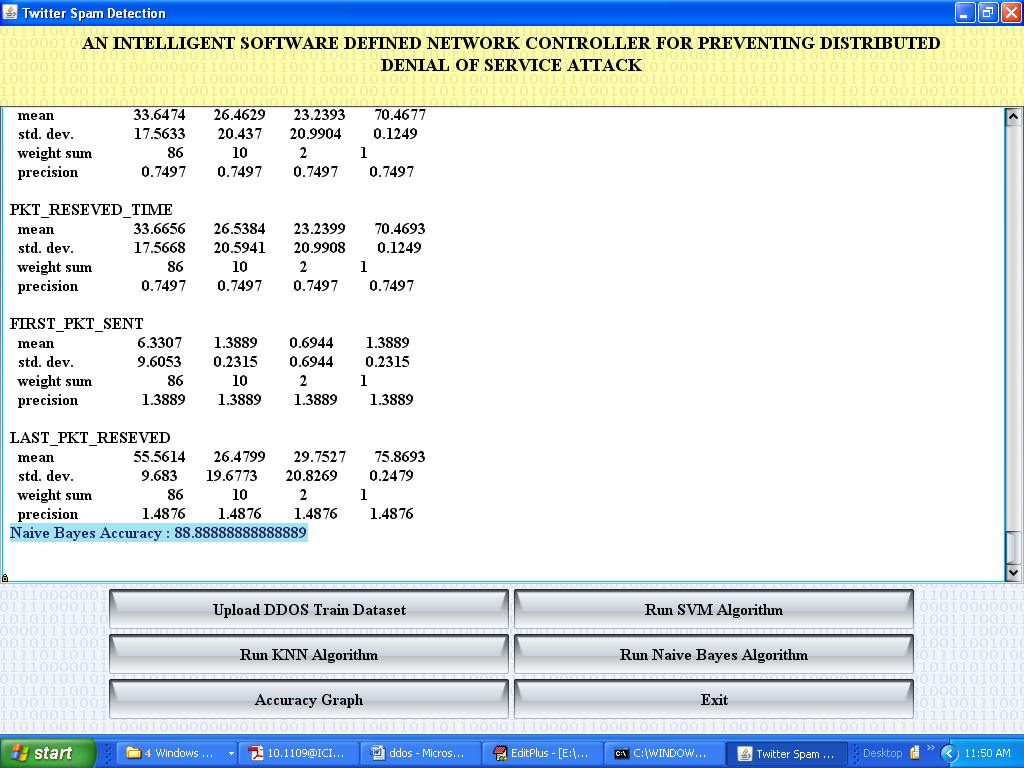 Twitter Spam Detection
AN INTELLIGENT SOFTWARE DEFINED NETWORK CONTROLLER FOR PREVENTING DISTRIBUTED
DENIAL OF SERVICE ATTACK
mean 33.6474 26.4629 23.2393 70.4677
std. dev. 17.5633 20.437 20.9904 0.1249
weight sum 86 10 2 1
precision 0.7497 0.7497 0.7497 0.7497
PKT_RESEVED_TIME
mean 33.6656 26.5384 23.2399 70.4693
std. dev. 17.5668 20.5941 20.9908 0.1249
weight sum 86 10 2 1
precision 0.7497 0.7497 0.7497 0.7497
FIRST_PKT_SENT
mean 6.3307 1.3889 0.6944 1.3889
std. dev. 9.6053 0.2315 0.6944 0.2315
weight sum 86 10 2 1
precision 1.3889 1.3889 1.3889 1.3889
LAST_PKT_RESEVED
mean 55.5614 26.4799 29.7527 75.8693
std. dev. 9.683 19.6773 20.8269 0.2479
weight sum 86 10 2 1
precision 1.4876 1.4876 1.4876 1.4876
Naive Bayes Accuracy : 88.88888888888889
Upload DDOS Train Dataset Run SVM Algorithm
Run KNN Algorithm Run Naive Bayes Algorithm
Accuracy Graph Exit
start 4 Windows ... 10.1109@ICI... ddos - Micros... EditPlus - [E:\... C:\WINDOW... Twitter Spam ... Desktop 11:50 AM